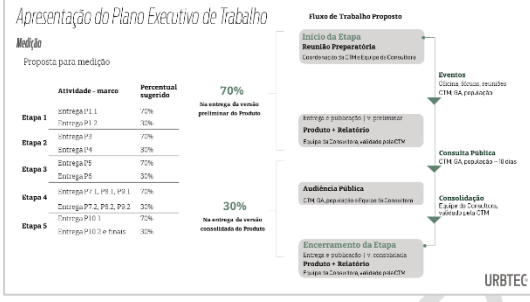 Apresentação do Plano Executivo de Trabalho
Medição
Proposta para medição
Atividade - marco Percentual sugerido
Etapa 1
Entrega P1.1 70%
Entrega P1.2 30%
Etapa 2
Entrega P3 70%
Entrega P4 30%
Etapa 3
Entrega P5 70%
Entrega P6 30%
Etapa 4
Entrega P7.1, P8.1, P9.1 70%
Entrega P7.2, P8.2, P9.2 30%
Etapa 5
Entrega P10.1 70%
Entrega P10.2 e finais 30%
70%
Na entrega da versão
preliminar do Produto
30%
Na entrega da versão
consolidada do Produto
Fluxo de Trabalho Proposto
Início da Etapa
Reunião Preparatória
Coordenação da CTM e Equipe da Consultora
Eventos
Oficina, fóruns, reuniões
CTM, GA, população
Entrega e publicação | v. preliminar
Produto + Relatório
Equipe da Consultora, validado pela CTM
Consulta Pública
CTM, GA, população – 10 dias
Audiência Pública
CTM, GA, população e Equipe da Consultora
Consolidação
Equipe da Consultora,
validado pela CTM
Encerramento da Etapa
Entrega e publicação | v. consolidada
Produto + Relatório
Equipe da Consultora, validado pela CTM
URBTEC